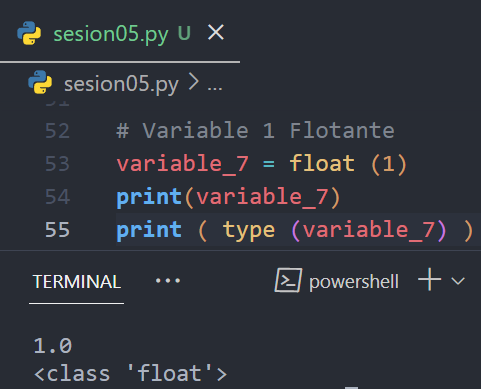 sesion05.py U
sesion05.py > ...
52 # Variable 1 Flotante
53 variable_7 = float (1)
54 print(variable_7)
55 print ( type (variable_7) )
TERMINAL ... powershell
1.0
<class 'float'>